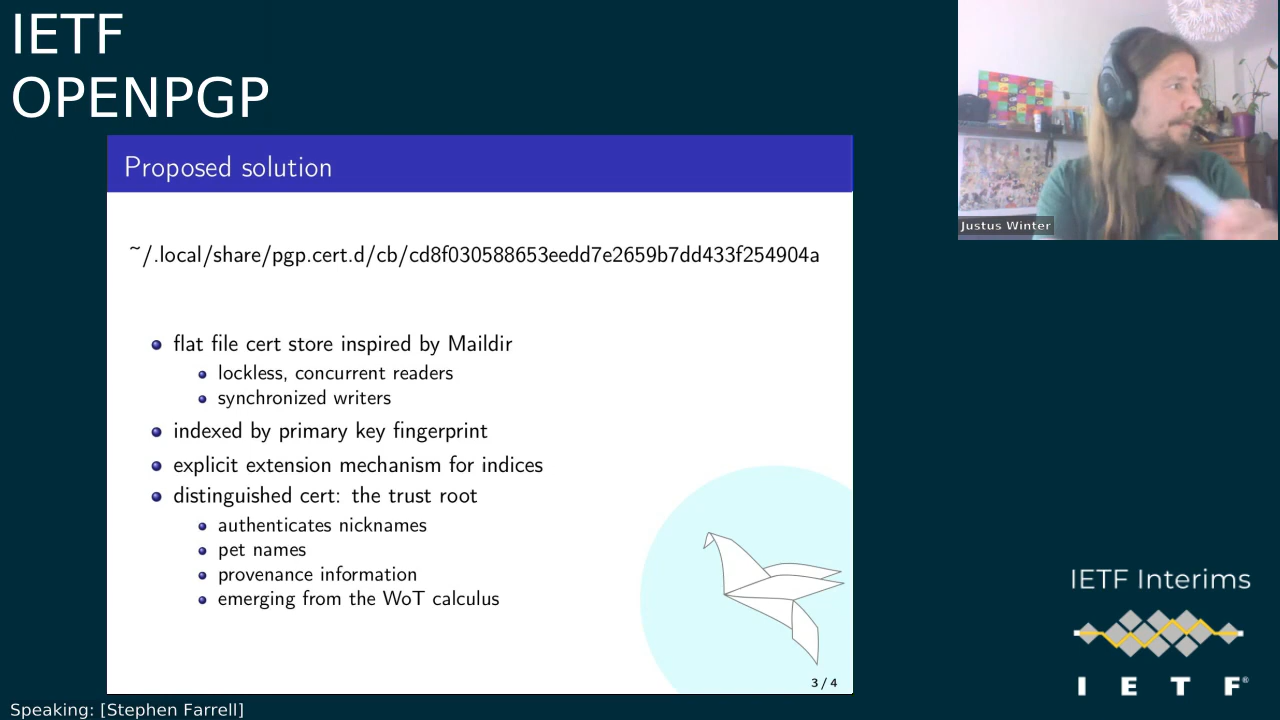 IETF
OPENPGP
Proposed solution
~/.local/share/pgp.cert.d/cb/cd8f030588653eedd7e2659b7dd433f254904a
flat file cert store inspired by Maildir
lockless, concurrent readers
synchronized writers
indexed by primary key fingerprint
explicit extension mechanism for indices
distinguished cert: the trust root
authenticates nicknames
pet names
provenance information
emerging from the WoT calculus
3 / 4
Justus Winter
IETF Interims
I E T F®
Speaking: [Stephen Farrell]